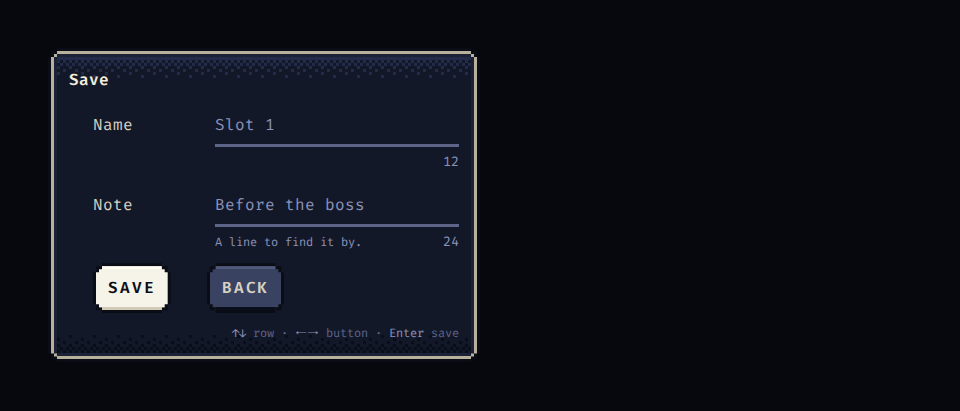 Save
Name Slot 1
12
Note Before the boss
A line to find it by. 24
SAVE BACK
↑↓ row · ←→ button · Enter save